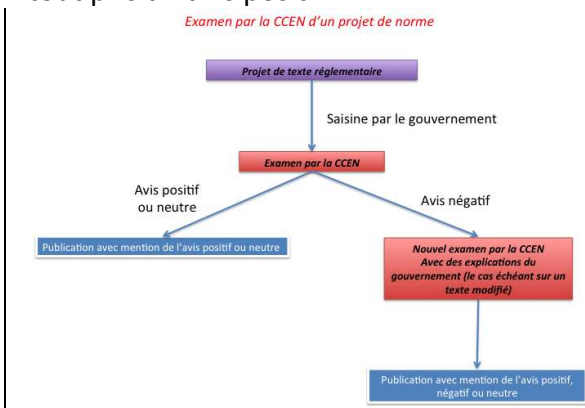 Examen par la CCEN d'un projet de norme
Projet de texte réglementaire
Saisine par le gouvernement
Examen par la CCEN
Avis positif
ou neutre
Avis négatif
Publication avec mention de l'avis positif ou neutre
Nouvel examen par la CCEN
Avec des explications du
gouvernement (le cas échéant sur un
texte modifié)
Publication avec mention de l'avis positif,
négatif ou neutre